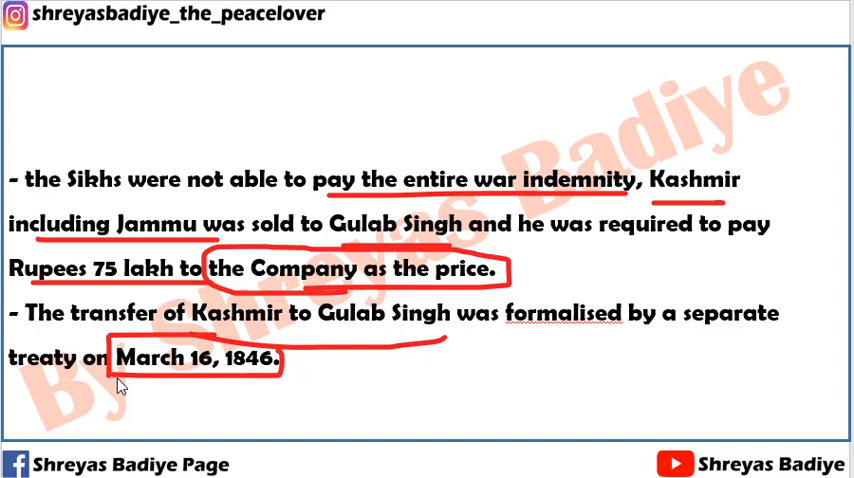 shreyasbadiye_the_peacelover
By Shreyas Badiye
- the Sikhs were not able to pay the entire war indemnity, Kashmir
including Jammu was sold to Gulab Singh and he was required to pay
Rupees 75 lakh to the Company as the price.
- The transfer of Kashmir to Gulab Singh was formalised by a separate
treaty on March 16, 1846.
Shreyas Badiye Page
Shreyas Badiye